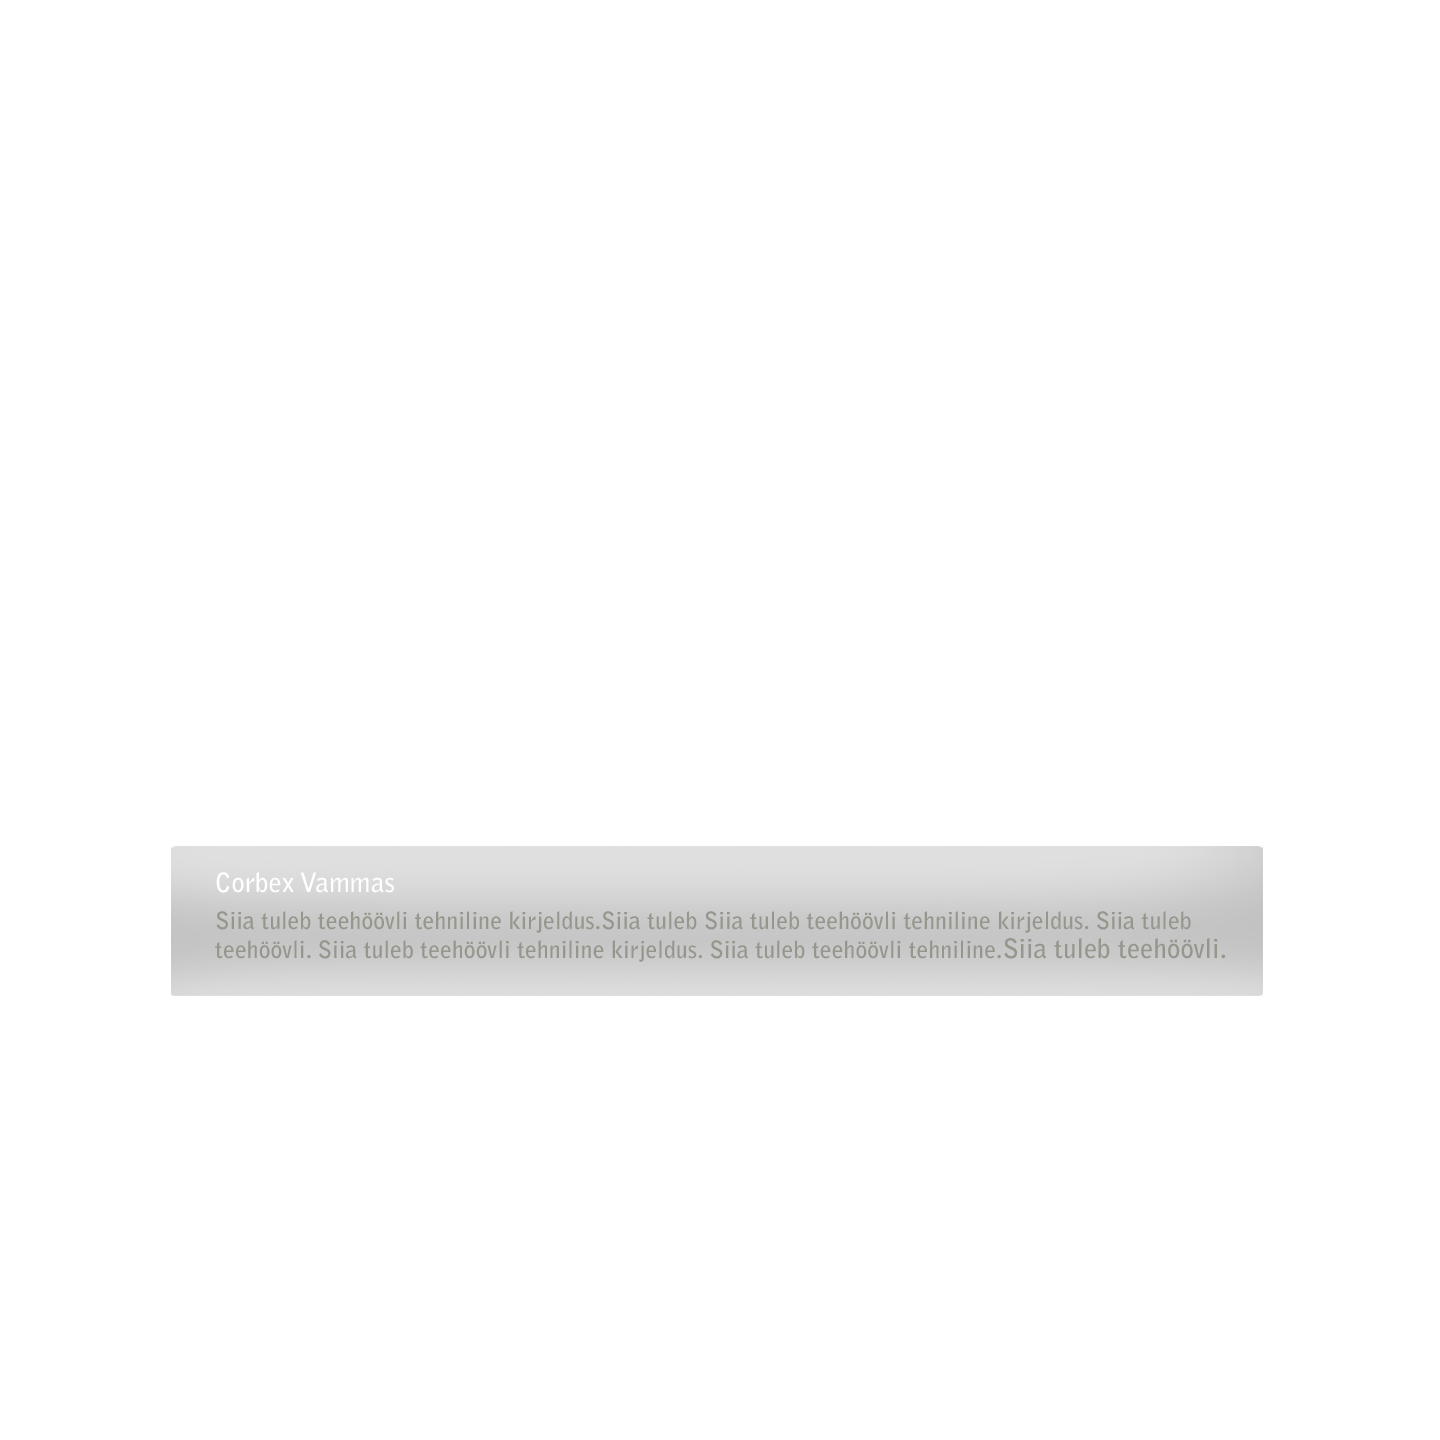 Corbex Vammas
Siia tuleb teehöövli tehniline kirjeldus.Siia tuleb Siia tuleb teehöövli tehniline kirjeldus. Siia tuleb
teehöövli. Siia tuleb teehöövli tehniline kirjeldus. Siia tuleb teehöövli tehniline.Siia tuleb teehöövli.